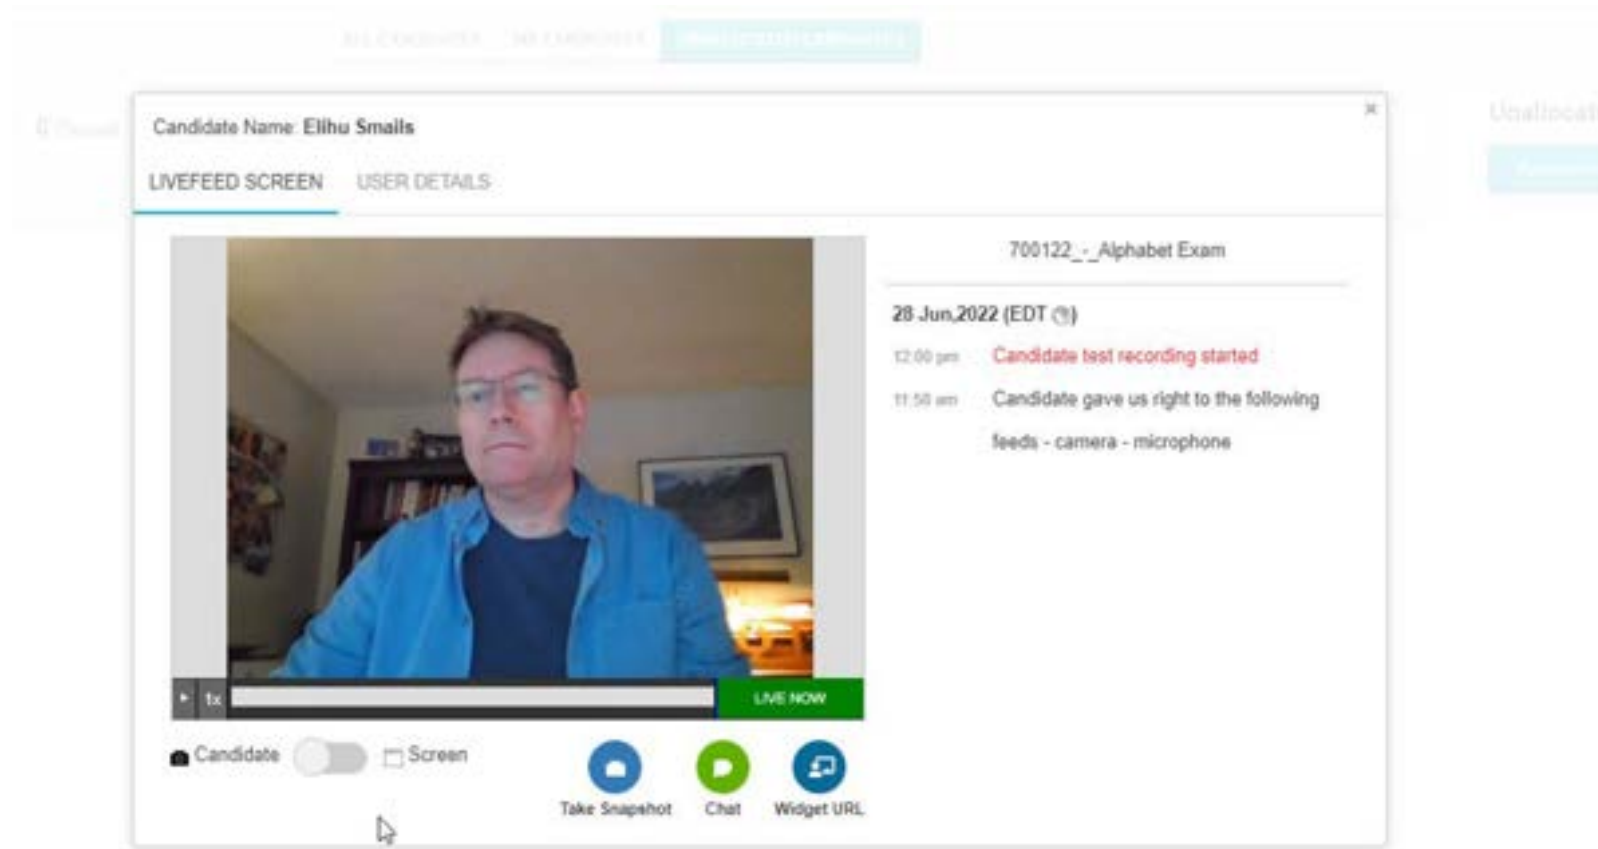 Candidate Name: Elihu Smails
×
LIVEFEED SCREEN USER DETAILS
700122_-_Alphabet Exam
28 Jun,2022 (EDT)
12:00 pm Candidate test recording started
11:58 am Candidate gave us right to the following
feeds - camera - microphone
1x LIVE NOW
Candidate Screen
Take Snapshot Chat Widget URL